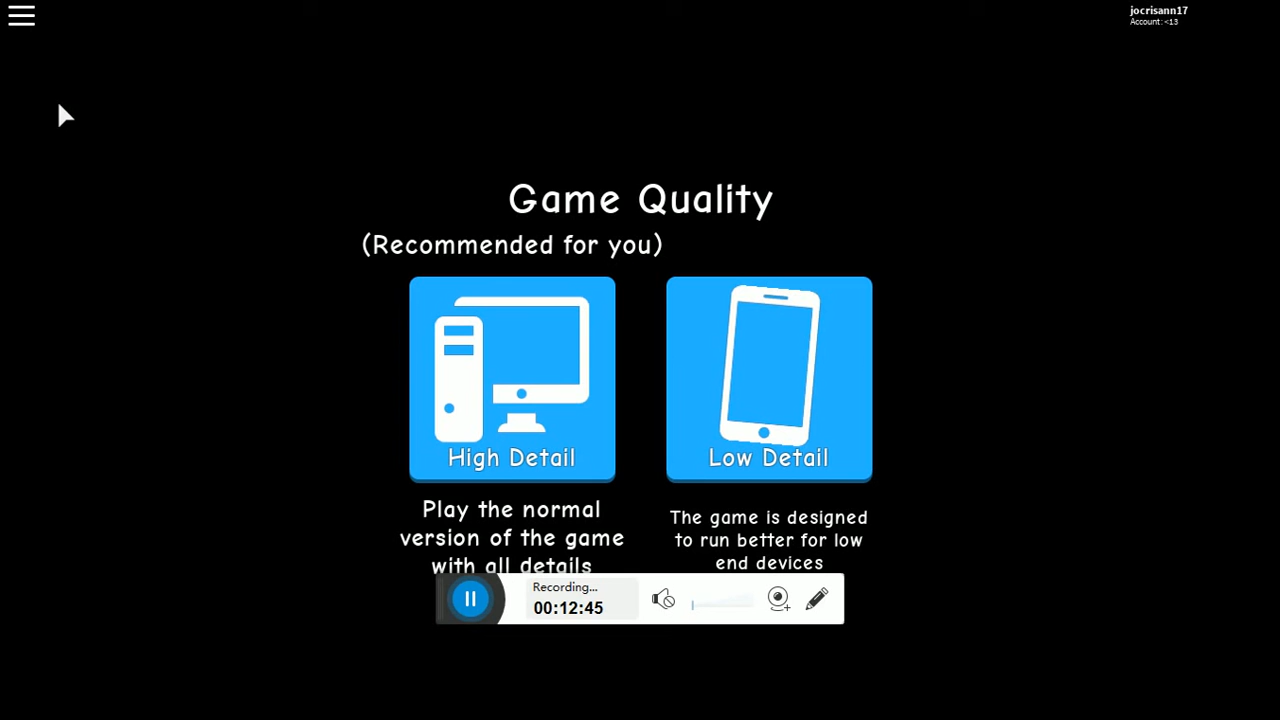 jocrisann17
Account: <13
Game Quality
(Recommended for you)
High Detail
Low Detail
Play the normal
version of the game
with all details
The game is designed
to run better for low
end devices
Recording...
00:12:45